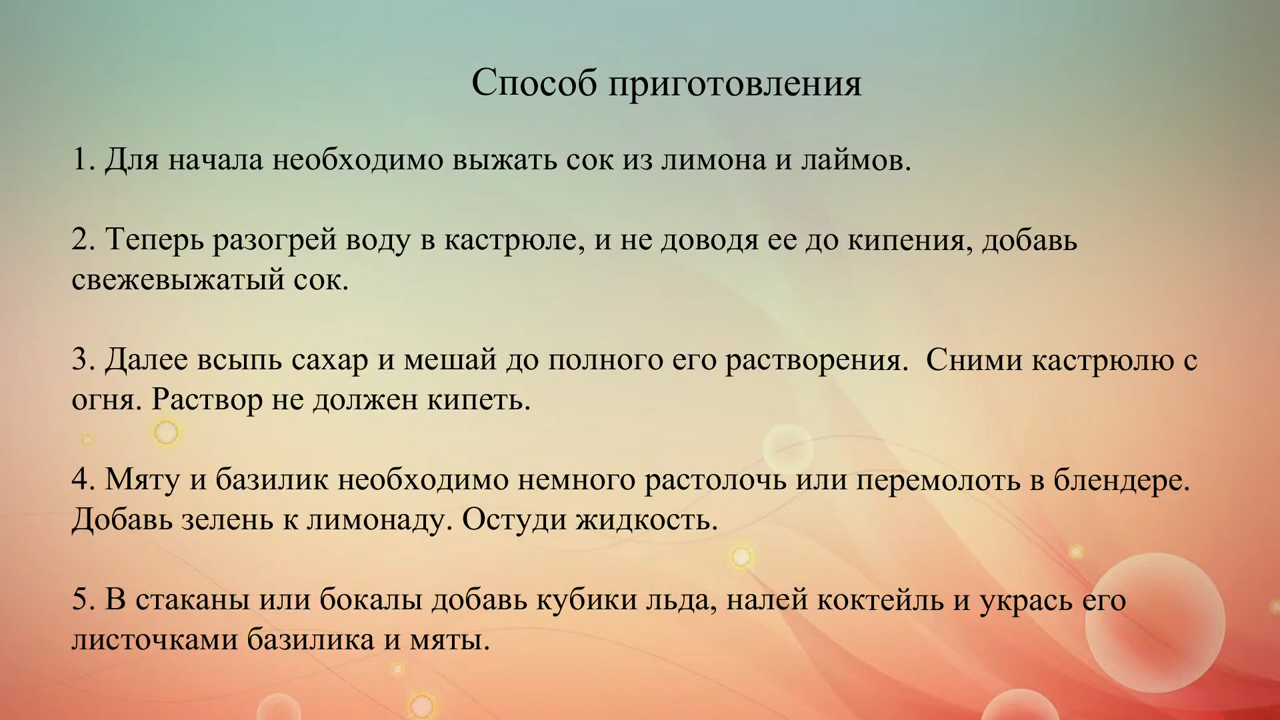 Способ приготовления
1. Для начала необходимо выжать сок из лимона и лаймов.
2. Теперь разогрей воду в кастрюле, и не доводя ее до кипения, добавь
свежевыжатый сок.
3. Далее всыпь сахар и мешай до полного его растворения.  Сними кастрюлю с
огня. Раствор не должен кипеть.
4. Мяту и базилик необходимо немного растолочь или перемолоть в блендере.
Добавь зелень к лимонаду. Остуди жидкость.
5. В стаканы или бокалы добавь кубики льда, налей коктейль и укрась его
листочками базилика и мяты.